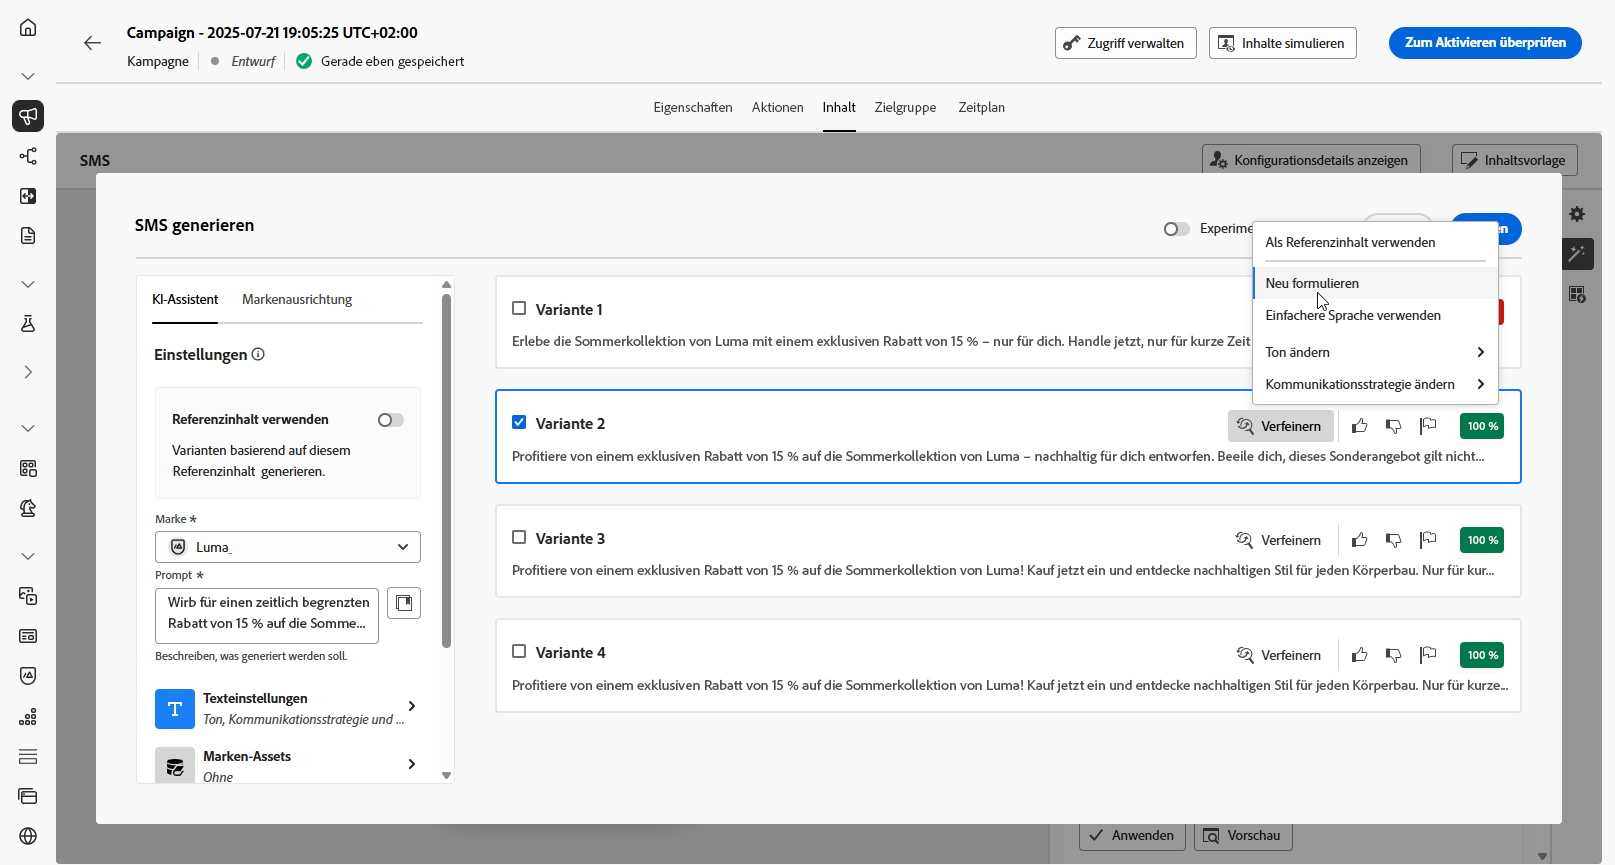 Campaign - 2025-07-21 19:05:25 UTC+02:00
Kampagne
Entwurf
Gerade eben gespeichert
Zugriff verwalten
Inhalte simulieren
Zum Aktivieren überprüfen
Eigenschaften
Aktionen
Inhalt
Zielgruppe
Zeitplan
SMS
Konfigurationsdetails anzeigen
Inhaltsvorlage
SMS generieren
Als Referenzinhalt verwenden
Neu formulieren
Einfachere Sprache verwenden
Ton ändern
Kommunikationsstrategie ändern
KI-Assistent
Markenausrichtung
Einstellungen
Referenzinhalt verwenden
Varianten basierend auf diesem
Referenzinhalt generieren.
Marke *
Luma_
Prompt *
Wirb für einen zeitlich begrenzten
Rabatt von 15 % auf die Somme...
Beschreiben, was generiert werden soll.
Texteinstellungen
Ton, Kommunikationsstrategie und ...
Marken-Assets
Ohne
Variante 1
Erlebe die Sommerkollektion von Luma mit einem exklusiven Rabatt von 15 % – nur für dich. Handle jetzt, nur für kurze Zeit
Variante 2
Verfeinern
100 %
Profitiere von einem exklusiven Rabatt von 15 % auf die Sommerkollektion von Luma – nachhaltig für dich entworfen. Beeile dich, dieses Sonderangebot gilt nicht...
Variante 3
Verfeinern
100 %
Profitiere von einem exklusiven Rabatt von 15 % auf die Sommerkollektion von Luma! Kauf jetzt ein und entdecke nachhaltigen Stil für jeden Körperbau. Nur für kur...
Variante 4
Verfeinern
100 %
Profitiere von einem exklusiven Rabatt von 15 % auf die Sommerkollektion von Luma! Kauf jetzt ein und entdecke nachhaltigen Stil für jeden Körperbau. Nur für kurze...
Anwenden
Vorschau